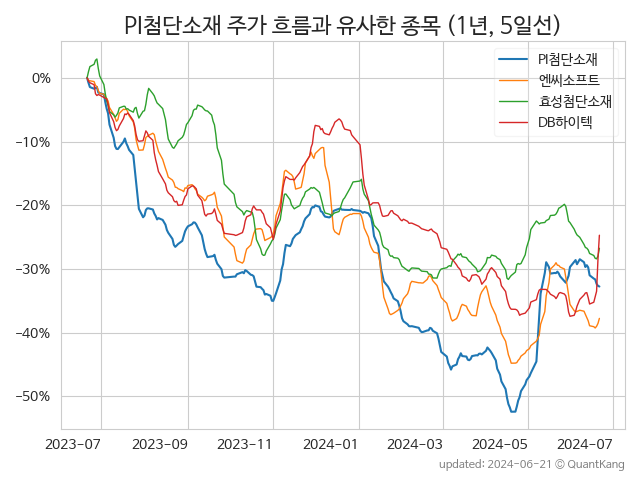 PI첨단소재 주가 흐름과 유사한 종목 (1년, 5일선)
PI첨단소재
엔씨소프트
효성첨단소재
DB하이텍
0%
−10%
−20%
−30%
−40%
−50%
2023-07
2023-09
2023-11
2024-01
2024-03
2024-05
2024-07
updated: 2024-06-21 © QuantKang